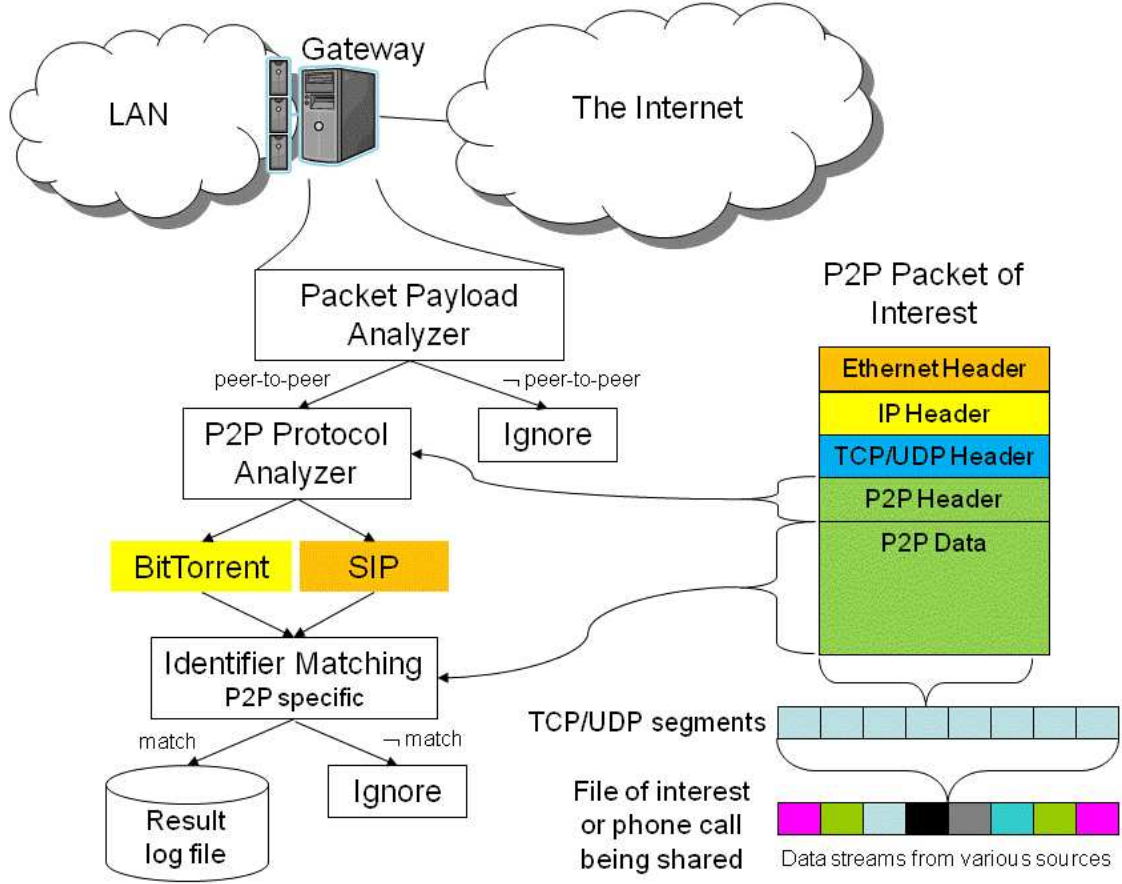 Gateway
LAN
The Internet
Packet Payload
Analyzer
peer-to-peer
¬ peer-to-peer
P2P Protocol
Analyzer
Ignore
BitTorrent
SIP
Identifier Matching
P2P specific
match
¬ match
Result
log file
Ignore
P2P Packet of
Interest
Ethernet Header
IP Header
TCP/UDP Header
P2P Header
P2P Data
TCP/UDP segments
File of interest
or phone call
being shared
Data streams from various sources